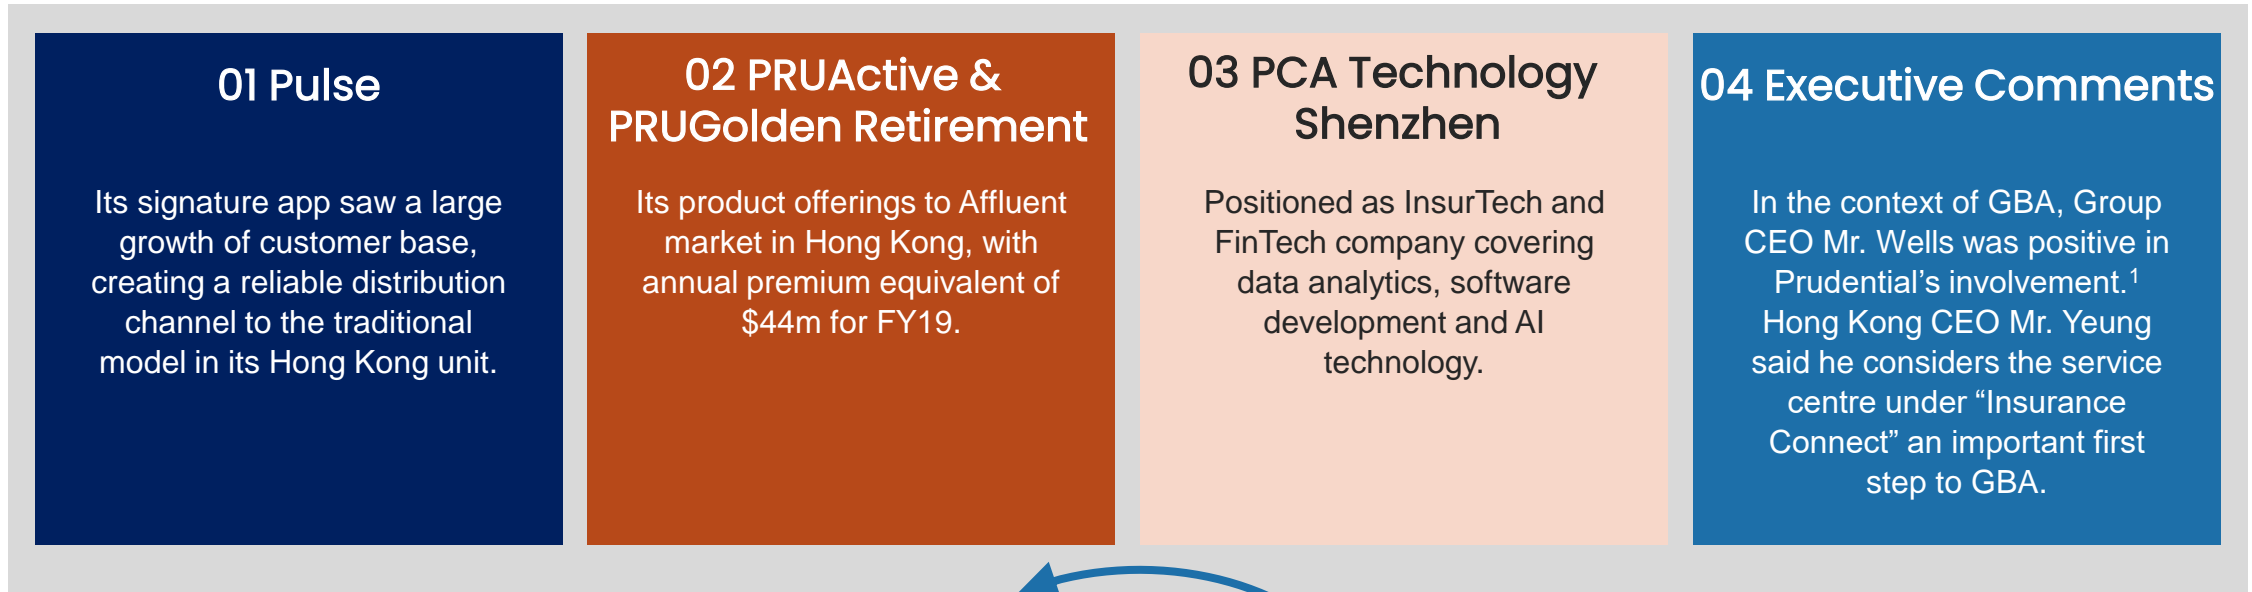 01 Pulse
Its signature app saw a large
growth of customer base,
creating a reliable distribution
channel to the traditional
model in its Hong Kong unit.
02 PRUActive &
PRUGolden Retirement
Its product offerings to Affluent
market in Hong Kong, with
annual premium equivalent of
$44m for FY19.
03 PCA Technology
Shenzhen
Positioned as InsurTech and
FinTech company covering
data analytics, software
development and AI
technology.
04 Executive Comments
In the context of GBA, Group
CEO Mr. Wells was positive in
Prudential’s involvement.1
Hong Kong CEO Mr. Yeung
said he considers the service
centre under “Insurance
Connect” an important first
step to GBA.